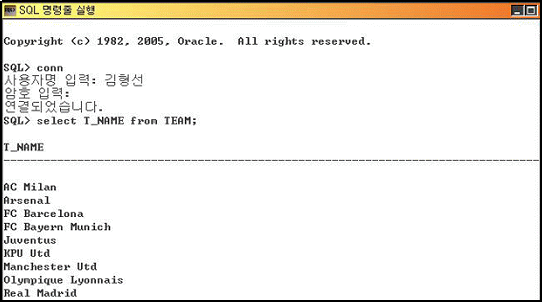 SQL 명령줄 실행
Copyright (c) 1982, 2005, Oracle.  All rights reserved.
SQL> conn
사용자명 입력: 김형선
암호 입력:
연결되었습니다.
SQL> select T_NAME from TEAM;
T_NAME
--------------------------------------------------------------------------------
AC Milan
Arsenal
FC Barcelona
FC Bayern Munich
Juventus
KPU Utd
Manchester Utd
Olympique Lyonnais
Real Madrid